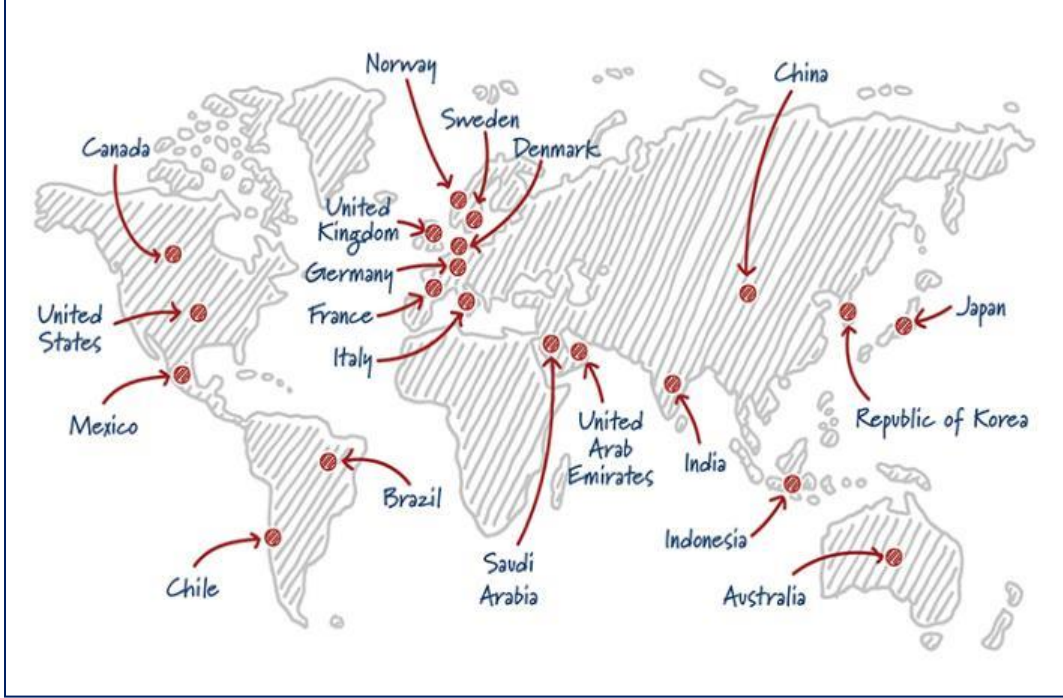 Norway
China
Sweden
Denmark
Canada
United
Kingdom
Germany
France
Italy
United
States
Mexico
Japan
Republic of Korea
United
Arab
Emirates
India
Brazil
Indonesia
Chile
Saudi
Arabia
Australia